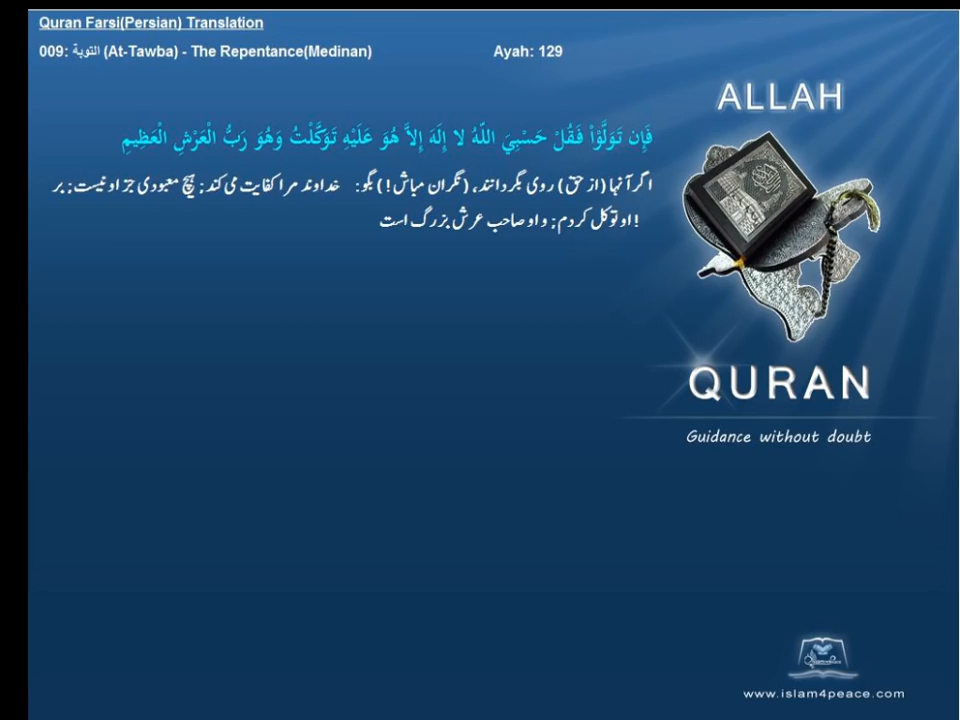 Quran Farsi(Persian) Translation
009: التوبة (At-Tawba) - The Repentance(Medinan) Ayah: 129
ALLAH
فَإِن تَوَلَّوْاْ فَقُلْ حَسْبِيَ اللّهُ لا إِلَهَ إِلاَّ هُوَ عَلَيْهِ تَوَكَّلْتُ وَهُوَ رَبُّ الْعَرْشِ الْعَظِيمِ
اگر آنها (از حق) روی بگردانند، (نگران مباش!) بگو: خداوند مرا کفایت می کند; هیچ معبودی جز او نیست; بر
او توکل کردم; و او صاحب عرش بزرگ است!
QURAN
Guidance without doubt
www.islam4peace.com